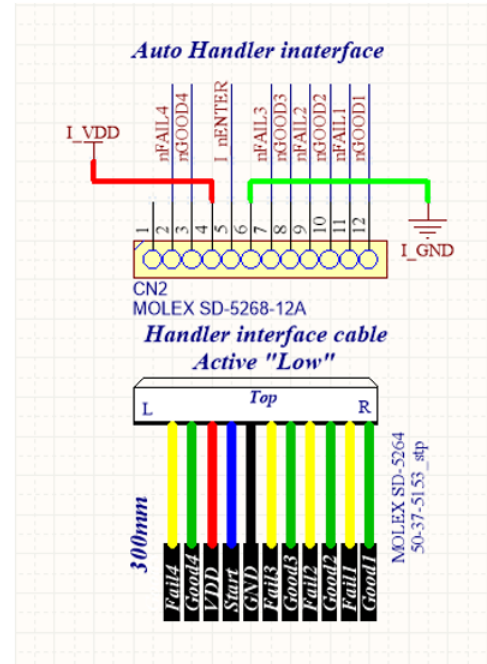 Auto Handler inaterface
I_VDD
nFAIL4
nGOOD4
I_nENTER
nFAIL3
nGOOD3
nFAIL2
nGOOD2
nFAIL1
nGOOD1
I_GND
1
2
3
4
5
6
7
8
9
10
11
12
CN2
MOLEX SD-5268-12A
Handler interface cable
Active "Low"
L
Top
R
300mm
MOLEX SD-5264
50-37-5153_stp
Fail4
Good4
VDD
Start
GND
Fail3
Good3
Fail2
Good2
Fail1
Good1